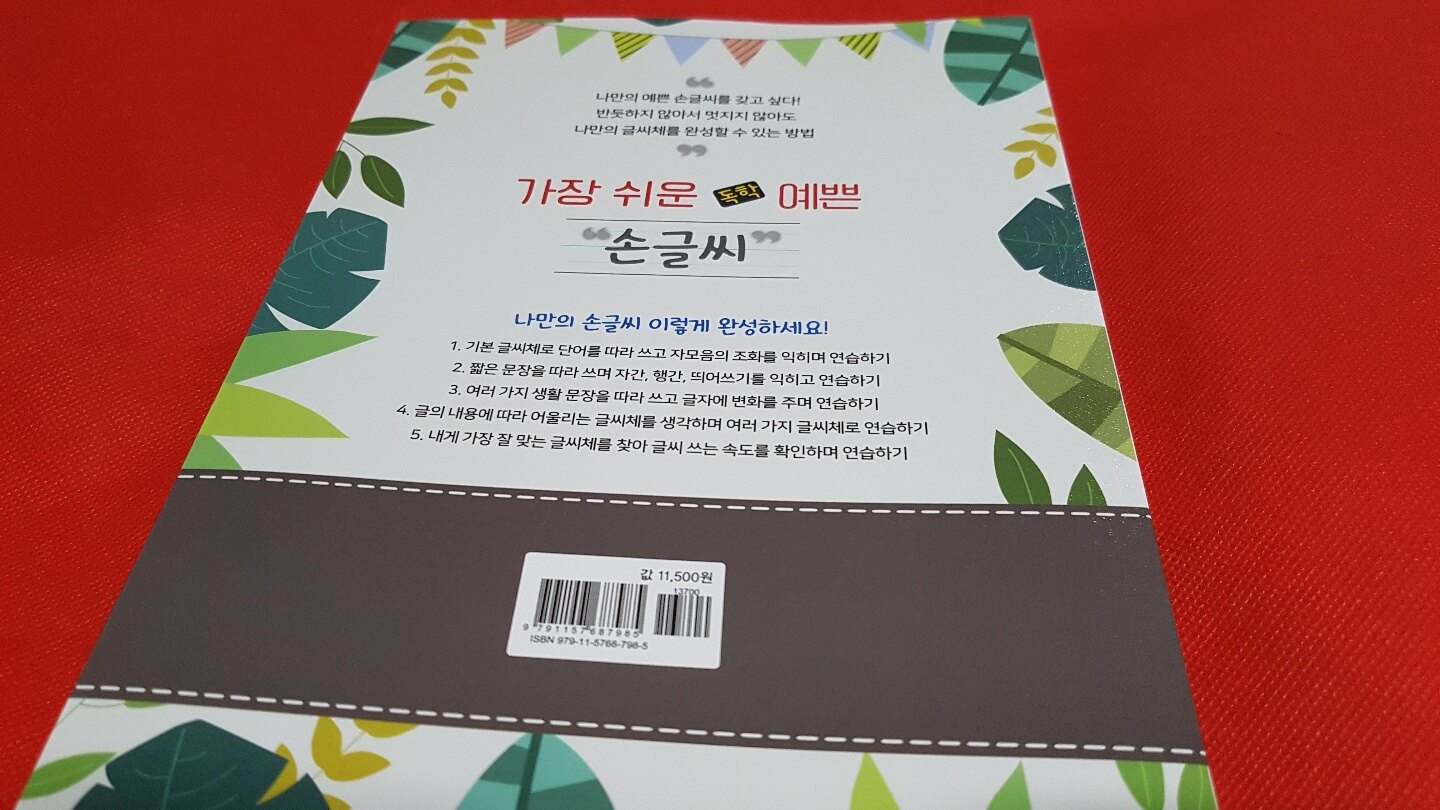 ❝
나만의 예쁜 손글씨를 갖고 싶다!
반듯하지 않아서 멋지지 않아도
나만의 글씨체를 완성할 수 있는 방법
❞
가장 쉬운 독학 예쁜
❝손글씨❞
나만의 손글씨 이렇게 완성하세요!
1. 기본 글씨체로 단어를 따라 쓰고 자모음의 조화를 익히며 연습하기
2. 짧은 문장을 따라 쓰며 자간, 행간, 띄어쓰기를 익히고 연습하기
3. 여러 가지 생활 문장을 따라 쓰고 글자에 변화를 주며 연습하기
4. 글의 내용에 따라 어울리는 글씨체를 생각하며 여러 가지 글씨체로 연습하기
5. 내게 가장 잘 맞는 글씨체를 찾아 글씨 쓰는 속도를 확인하며 연습하기
값 11,500원
13700
9 791157 687985
ISBN 979-11-5768-798-5